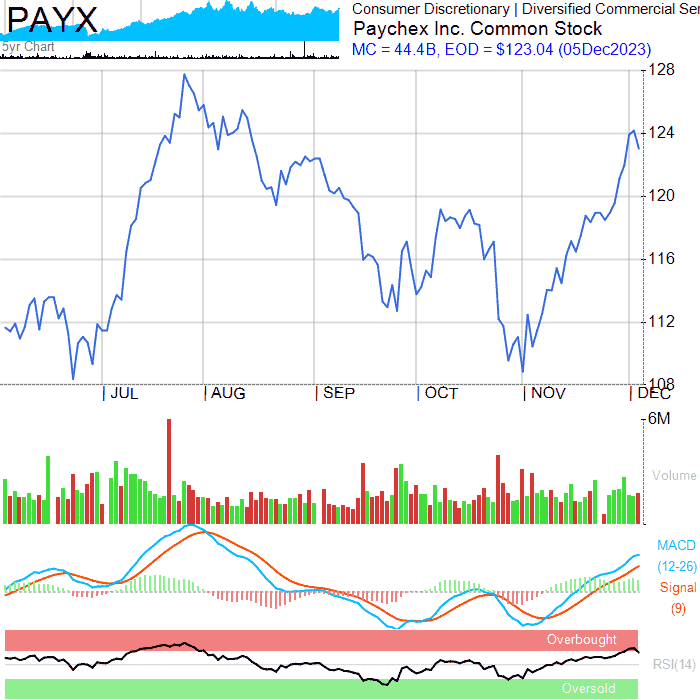 PAYX
5yr Chart
Consumer Discretionary | Diversified Commercial Ser
Paychex Inc. Common Stock
MC = 44.4B, EOD = $123.04 (05Dec2023)
128
124
120
116
112
108
| JUL | AUG | SEP | OCT | NOV | DEC
6M
Volume
MACD
(12-26)
Signal
(9)
Overbought
RSI(14)
Oversold